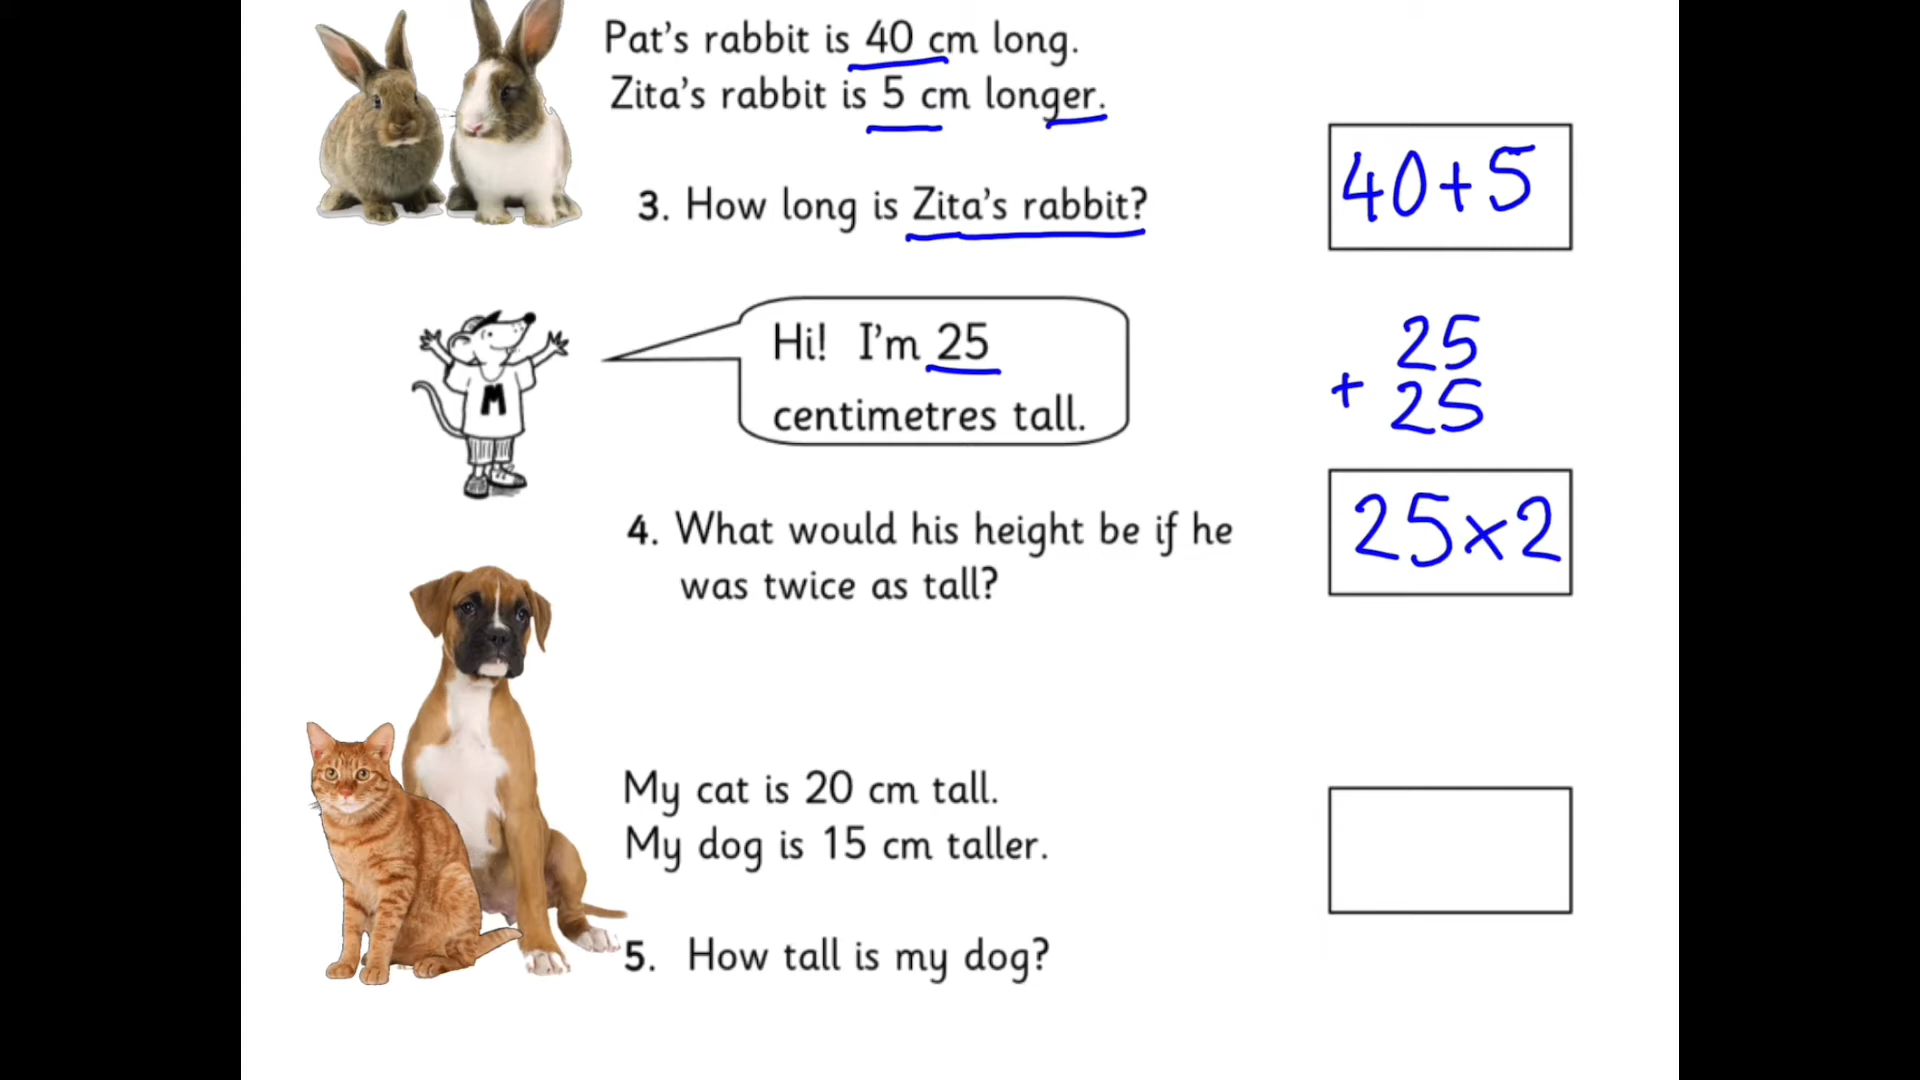 Pat's rabbit is 40 cm long.
Zita's rabbit is 5 cm longer.
40+5
3. How long is Zita's rabbit?
Hi! I'm 25
centimetres tall.
M
25
+ 25
4. What would his height be if he
was twice as tall?
25×2
My cat is 20 cm tall.
My dog is 15 cm taller.
5. How tall is my dog?